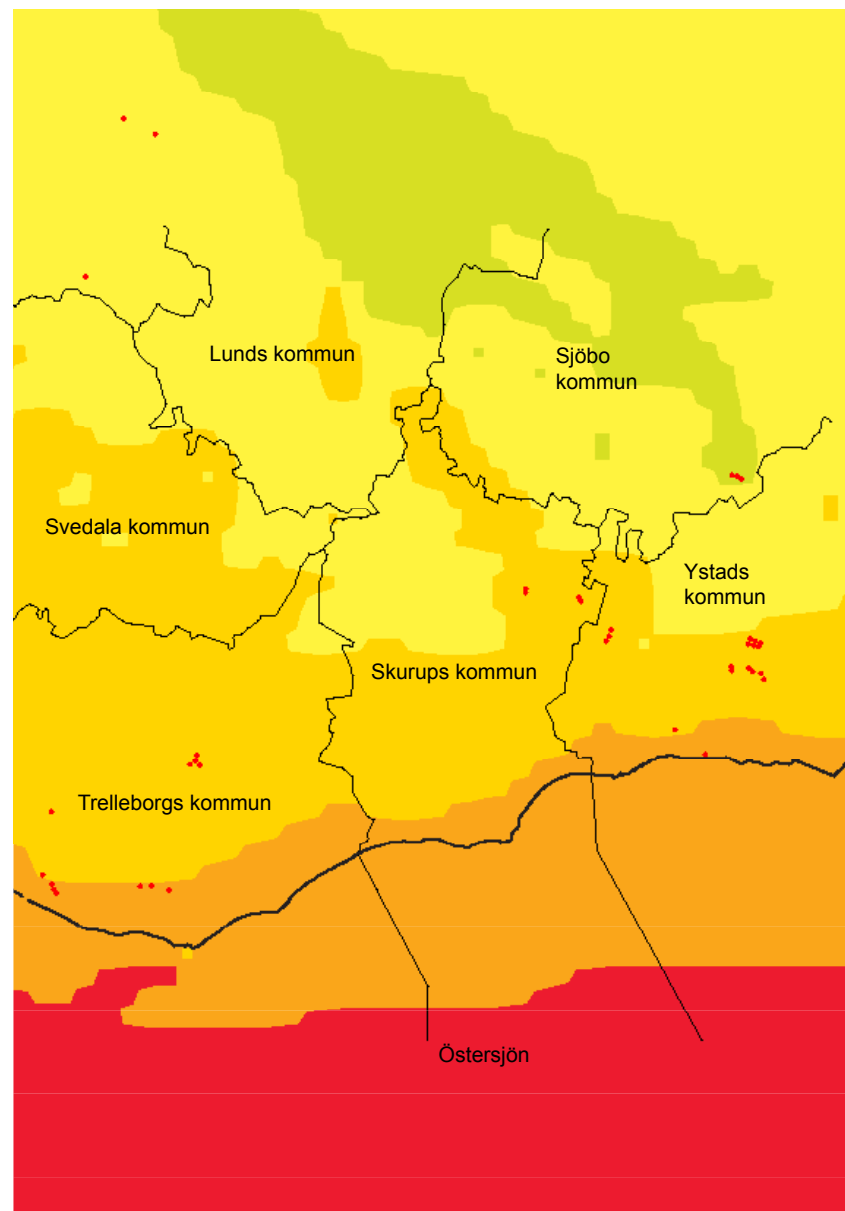 Lunds kommun
Sjöbo
kommun
Svedala kommun
Ystads
kommun
Skurups kommun
Trelleborgs kommun
Östersjön